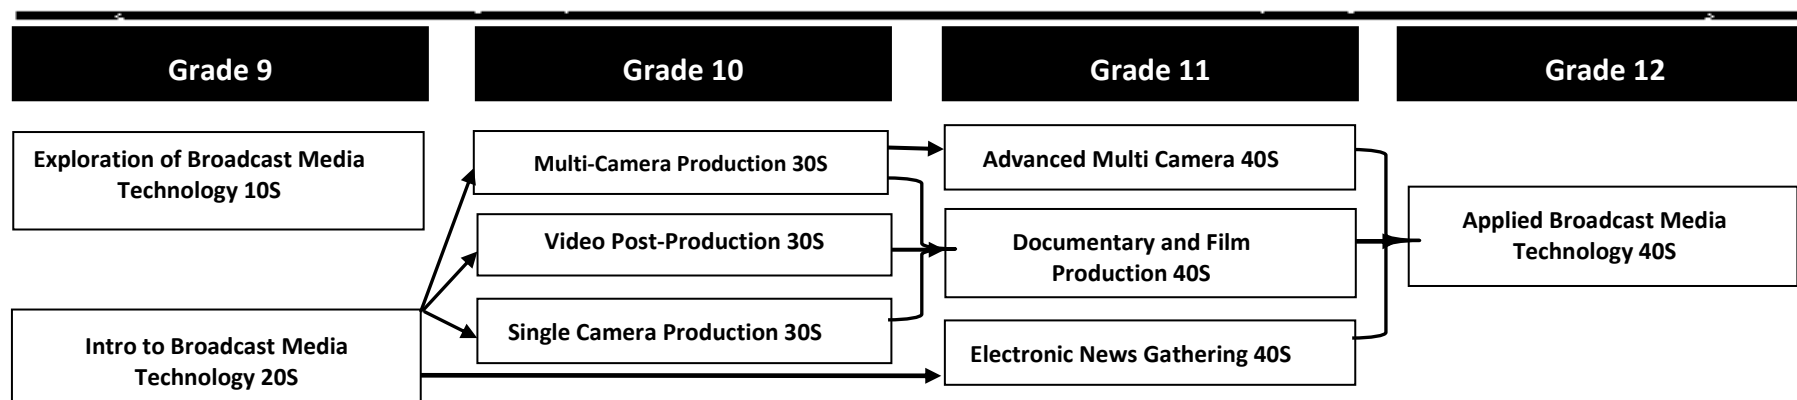 Grade 9
Grade 10
Grade 11
Grade 12
Exploration of Broadcast Media
Technology 10S
Intro to Broadcast Media
Technology 20S
Multi-Camera Production 30S
Video Post-Production 30S
Single Camera Production 30S
Advanced Multi Camera 40S
Documentary and Film
Production 40S
Electronic News Gathering 40S
Applied Broadcast Media
Technology 40S